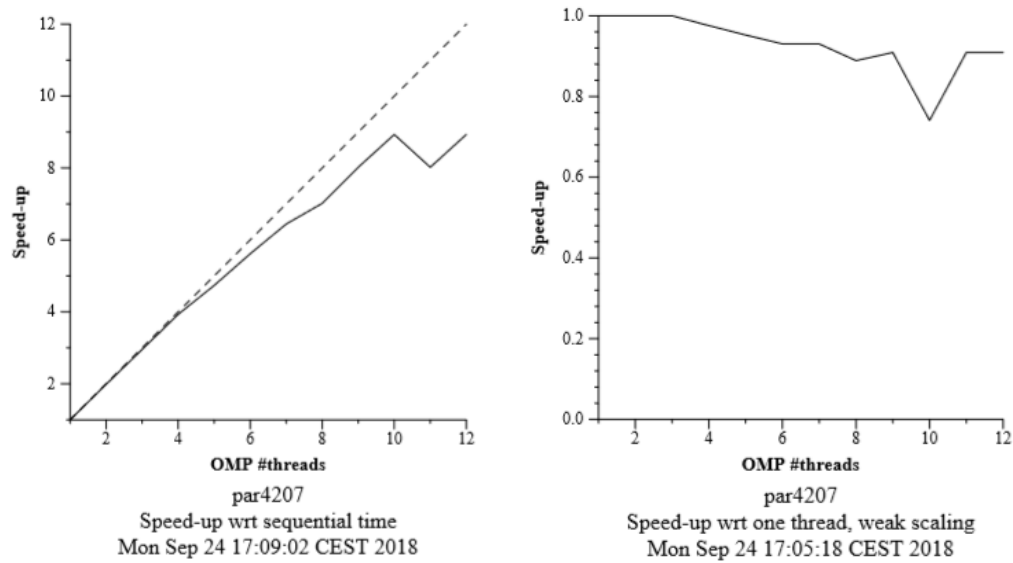 12
10
8
6
4
2
Speed-up
2
4
6
8
10
12
OMP #threads
par4207
Speed-up wrt sequential time
Mon Sep 24 17:09:02 CEST 2018
1.0
0.8
0.6
0.4
0.2
0.0
Speed-up
2
4
6
8
10
12
OMP #threads
par4207
Speed-up wrt one thread, weak scaling
Mon Sep 24 17:05:18 CEST 2018